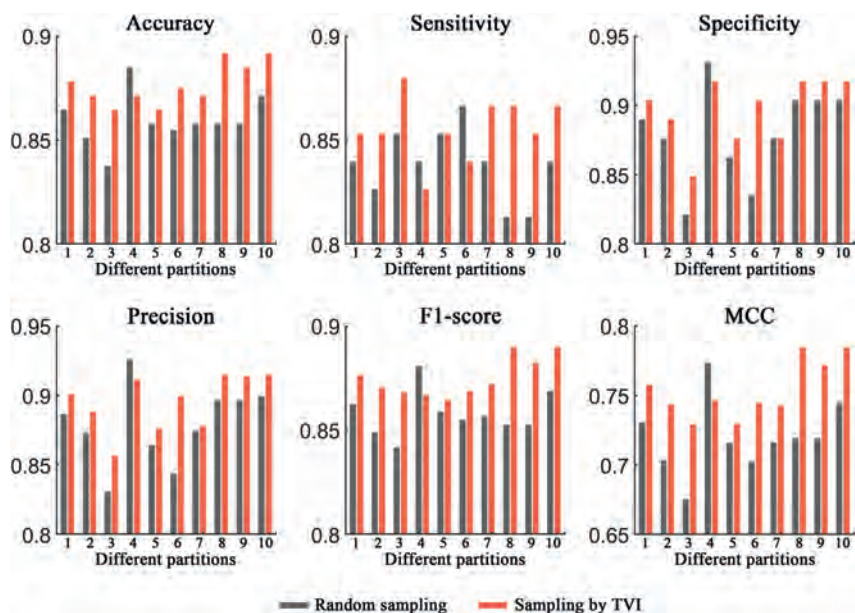 Accuracy Sensitivity Specificity
0.9 0.9 0.95
0.9
0.85 0.85
0.85
0.8 0.8 0.8
1 2 3 4 5 6 7 8 9 10 1 2 3 4 5 6 7 8 9 10 1 2 3 4 5 6 7 8 9 10
Different partitions Different partitions Different partitions
Precision F1-score MCC
0.95 0.9 0.8
0.9 0.75
0.85
0.85 0.7
0.8 0.8 0.65
1 2 3 4 5 6 7 8 9 10 1 2 3 4 5 6 7 8 9 10 1 2 3 4 5 6 7 8 9 10
Different partitions Different partitions Different partitions
Random sampling Sampling by TVI